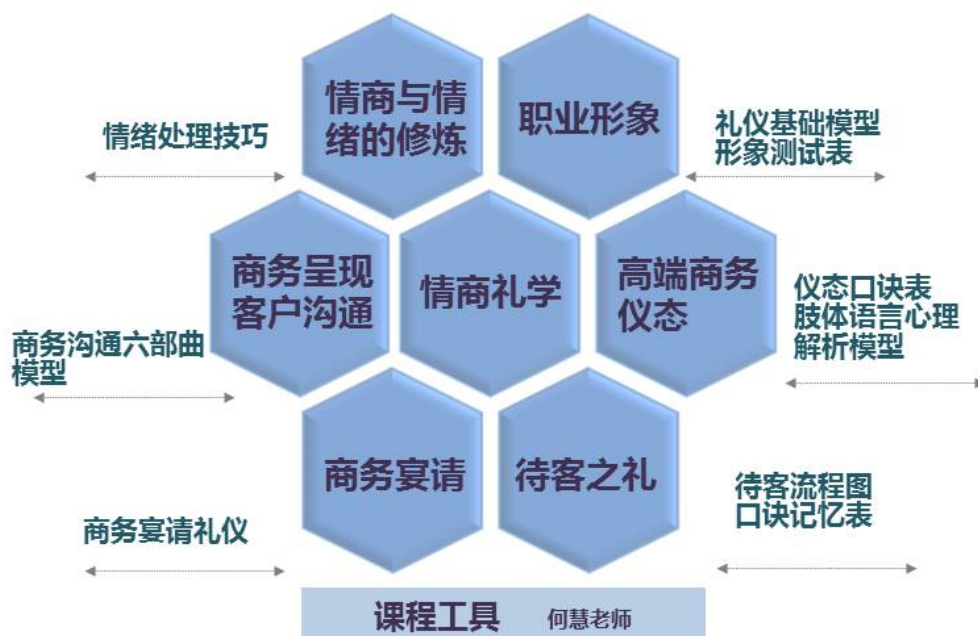 情商与情
绪的修炼
职业形象
情绪处理技巧
礼仪基础模型
形象测试表
商务呈现
客户沟通
情商礼学
高端商务
仪态
仪态口诀表
肢体语言心理
解析模型
商务沟通六部曲
模型
商务宴请
待客之礼
商务宴请礼仪
待客流程图
口诀记忆表
课程工具 何慧老师